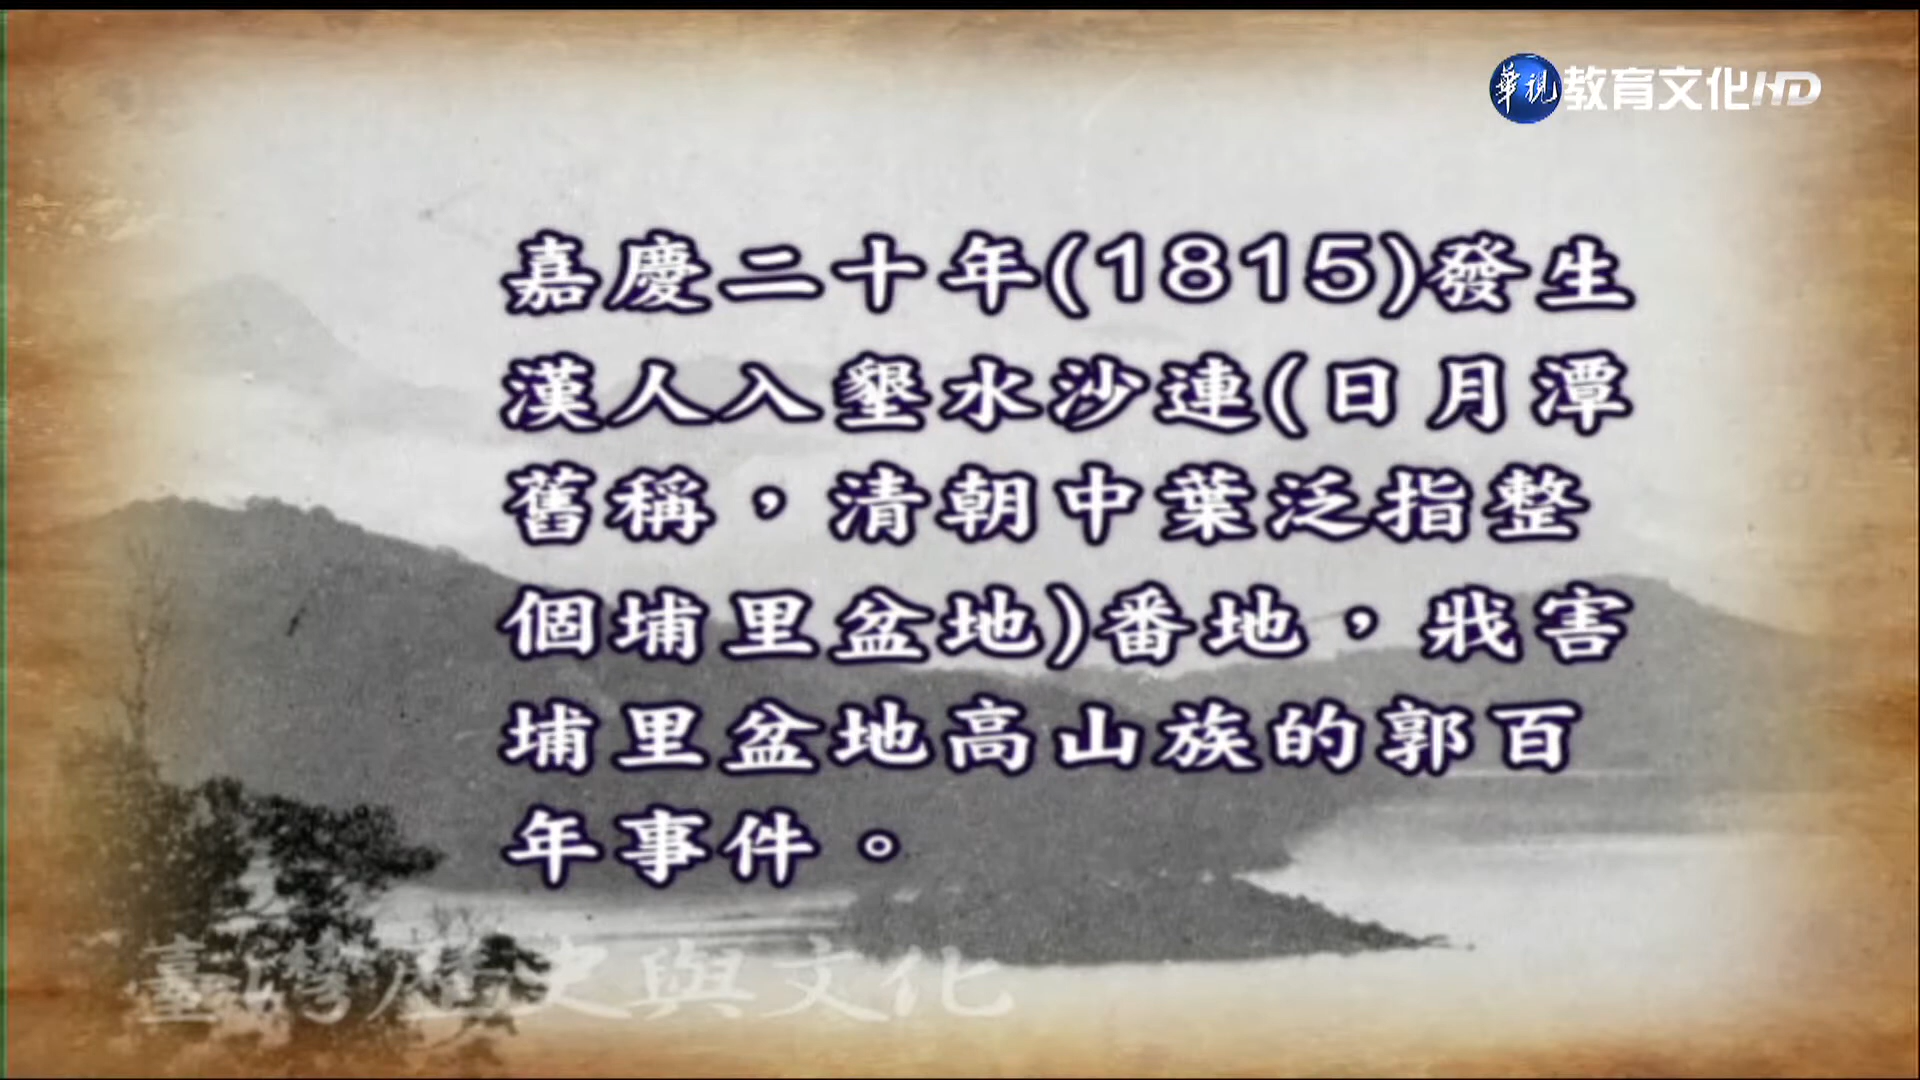 華視 教育文化HD
嘉慶二十年(1815)發生
漢人入墾水沙連(日月潭
舊稱，清朝中葉泛指整
個埔里盆地)番地，戕害
埔里盆地高山族的郭百
年事件。
臺灣歷史與文化